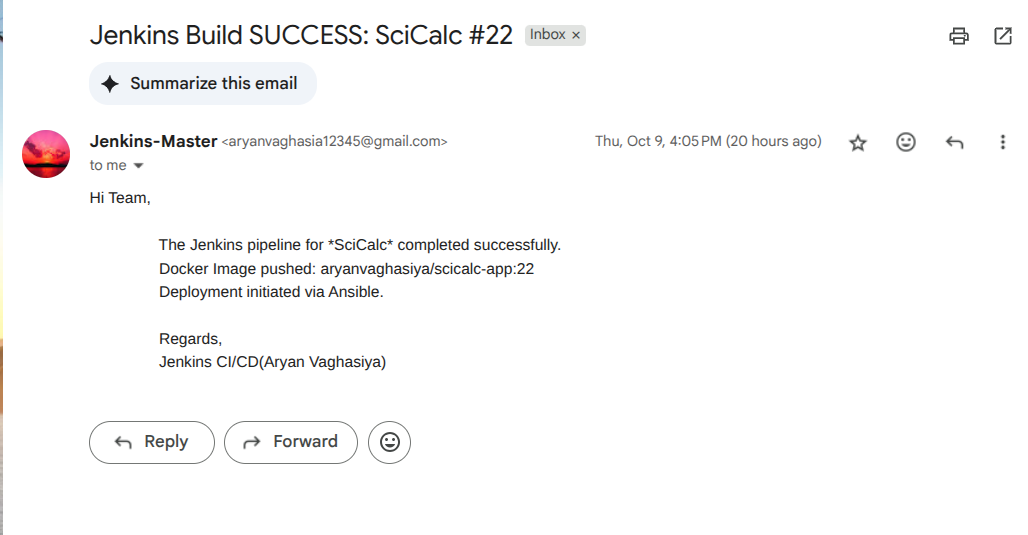 Jenkins Build SUCCESS: SciCalc #22 Inbox ×
Summarize this email
Jenkins-Master <aryanvaghasia12345@gmail.com> Thu, Oct 9, 4:05 PM (20 hours ago)
to me
Hi Team,
The Jenkins pipeline for *SciCalc* completed successfully.
Docker Image pushed: aryanvaghasiya/scicalc-app:22
Deployment initiated via Ansible.
Regards,
Jenkins CI/CD(Aryan Vaghasiya)
Reply Forward